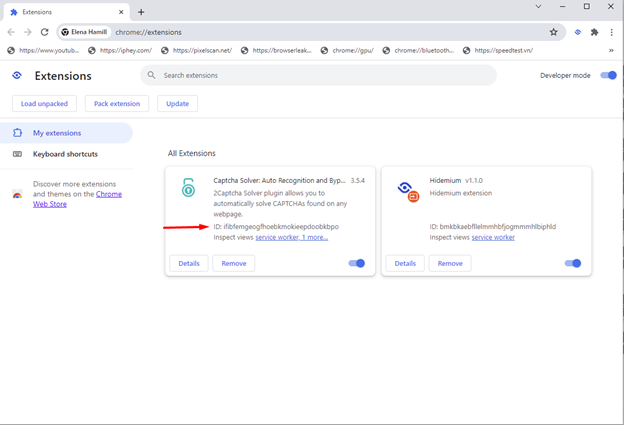 Extensions
Elena Hamill
chrome://extensions
https://www.youtub...
https://iphey.com/
https://pixelscan.net/
https://browserleak...
chrome://gpu/
chrome://bluetooth...
https://speedtest.vn/
»
Extensions
Search extensions
Developer mode
Load unpacked
Pack extension
Update
My extensions
Keyboard shortcuts
Discover more extensions
and themes on the Chrome
Web Store
All Extensions
Captcha Solver: Auto Recognition and Byp... 3.5.4
2Captcha Solver plugin allows you to
automatically solve CAPTCHAs found on any
webpage.
ID: ifibfemgeogfhoebkmokieepdoobkbpo
Inspect views service worker, 1 more...
Details
Remove
Hidemium v1.1.0
Hidemium extension
ID: bmkbkaebfllelmmhbfjogmmmhlbiphld
Inspect views service worker
Details
Remove